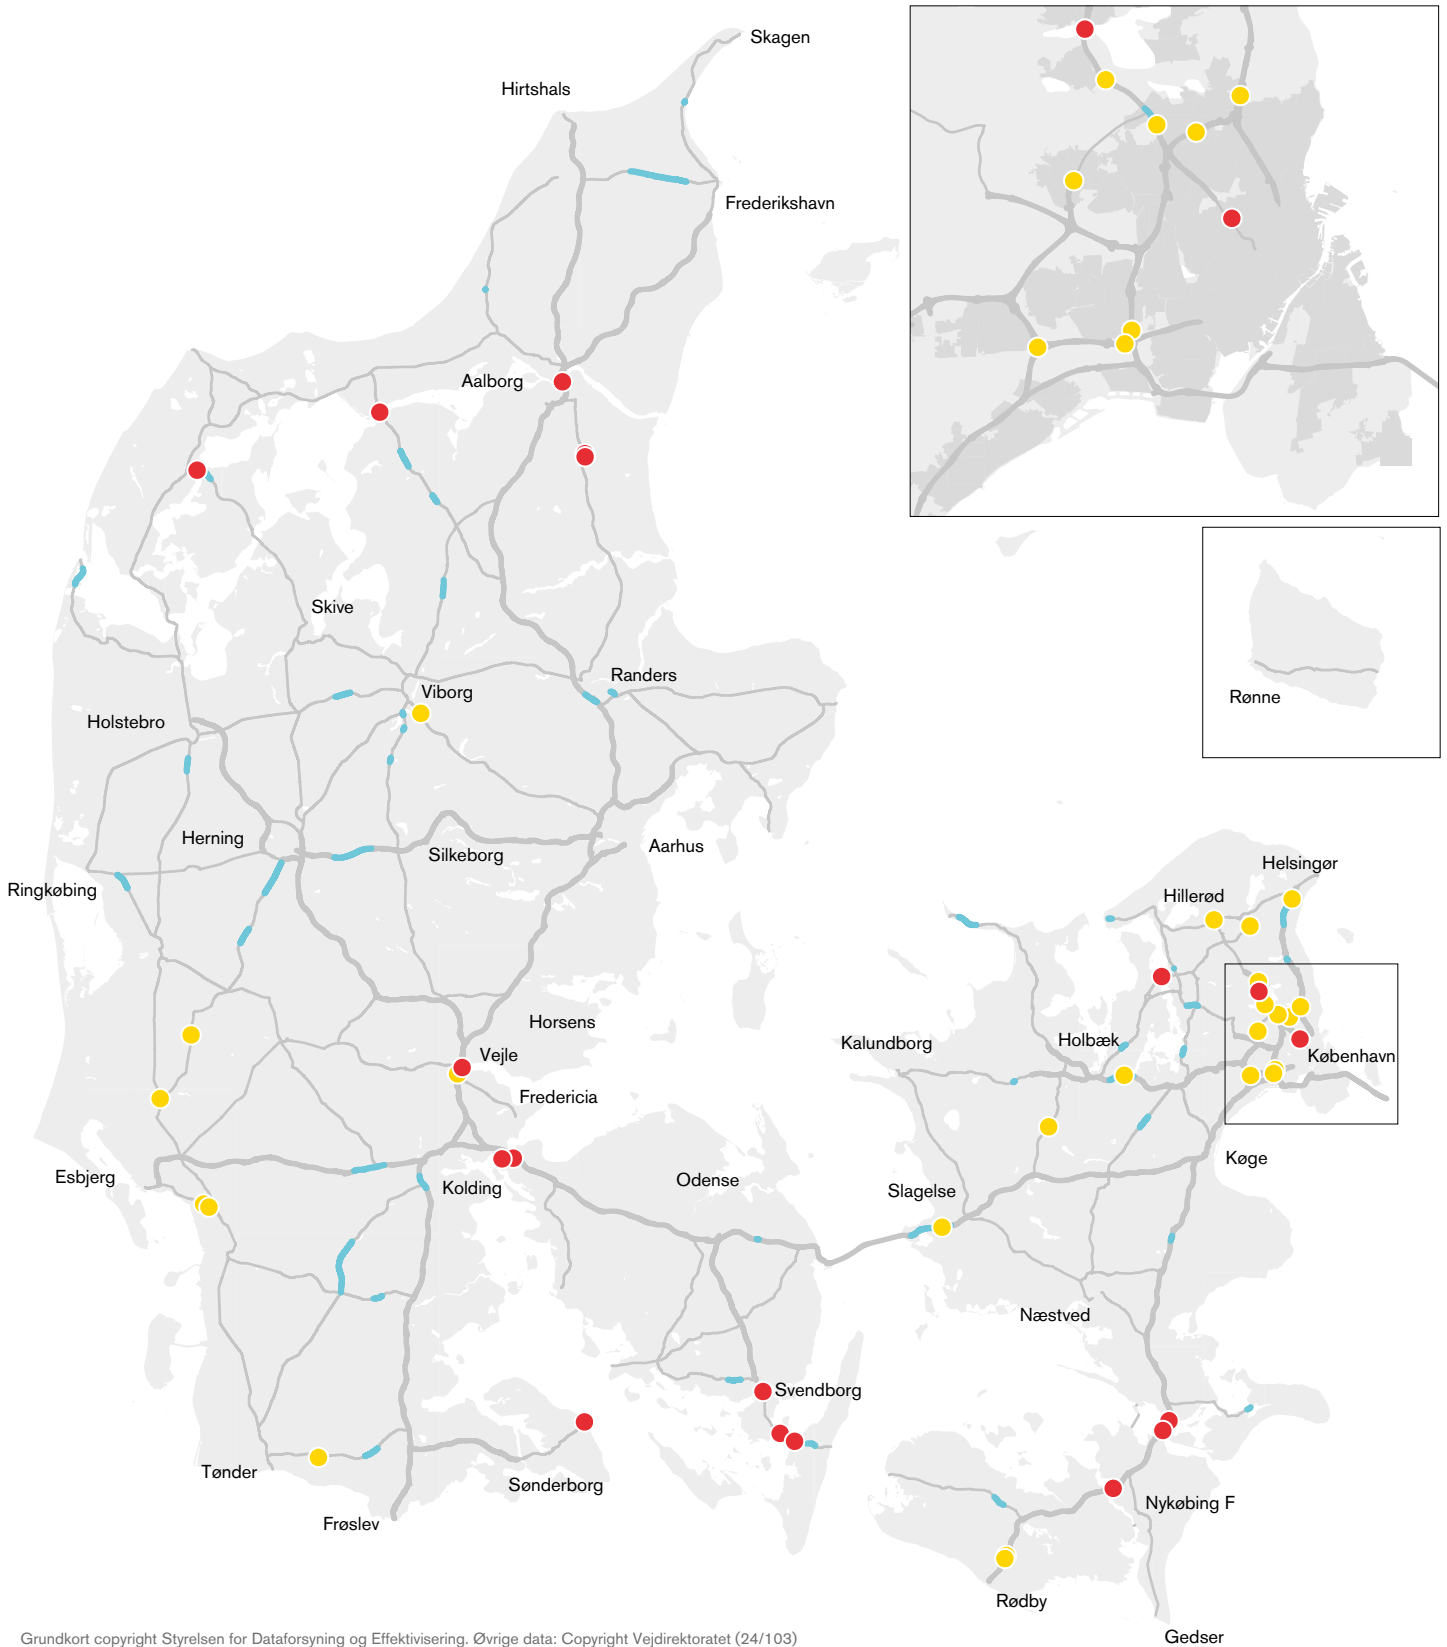 Skagen
Hirtshals
Frederikshavn
Aalborg
Skive
Randers
Viborg
Rønne
Holstebro
Herning
Aarhus
Silkeborg
Helsingør
Ringkøbing
Hillerød
Horsens
Kalundborg
Holbæk
Vejle
København
Fredericia
Køge
Esbjerg
Odense
Kolding
Slagelse
Næstved
Svendborg
Tønder
Sønderborg
Nykøbing F
Frøslev
Rødby
Gedser
Grundkort copyright Styrelsen for Dataforsyning og Effektivisering. Øvrige data: Copyright Vejdirektoratet (24/103)